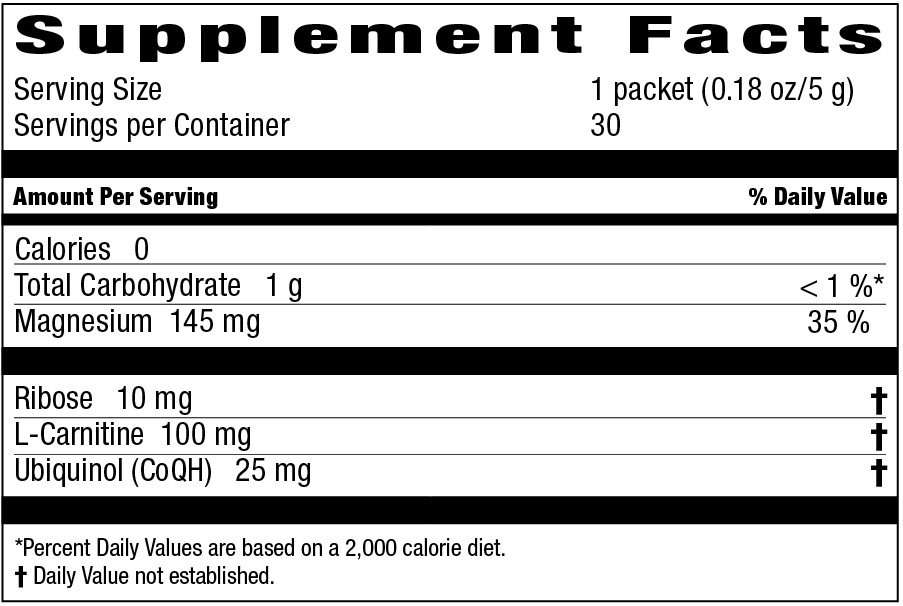 Supplement Facts
Serving Size 1 packet (0.18 oz/5 g)
Servings per Container 30
Amount Per Serving % Daily Value
Calories 0
Total Carbohydrate 1 g < 1 %*
Magnesium 145 mg 35 %
Ribose 10 mg †
L-Carnitine 100 mg †
Ubiquinol (CoQH) 25 mg †
*Percent Daily Values are based on a 2,000 calorie diet.
† Daily Value not established.